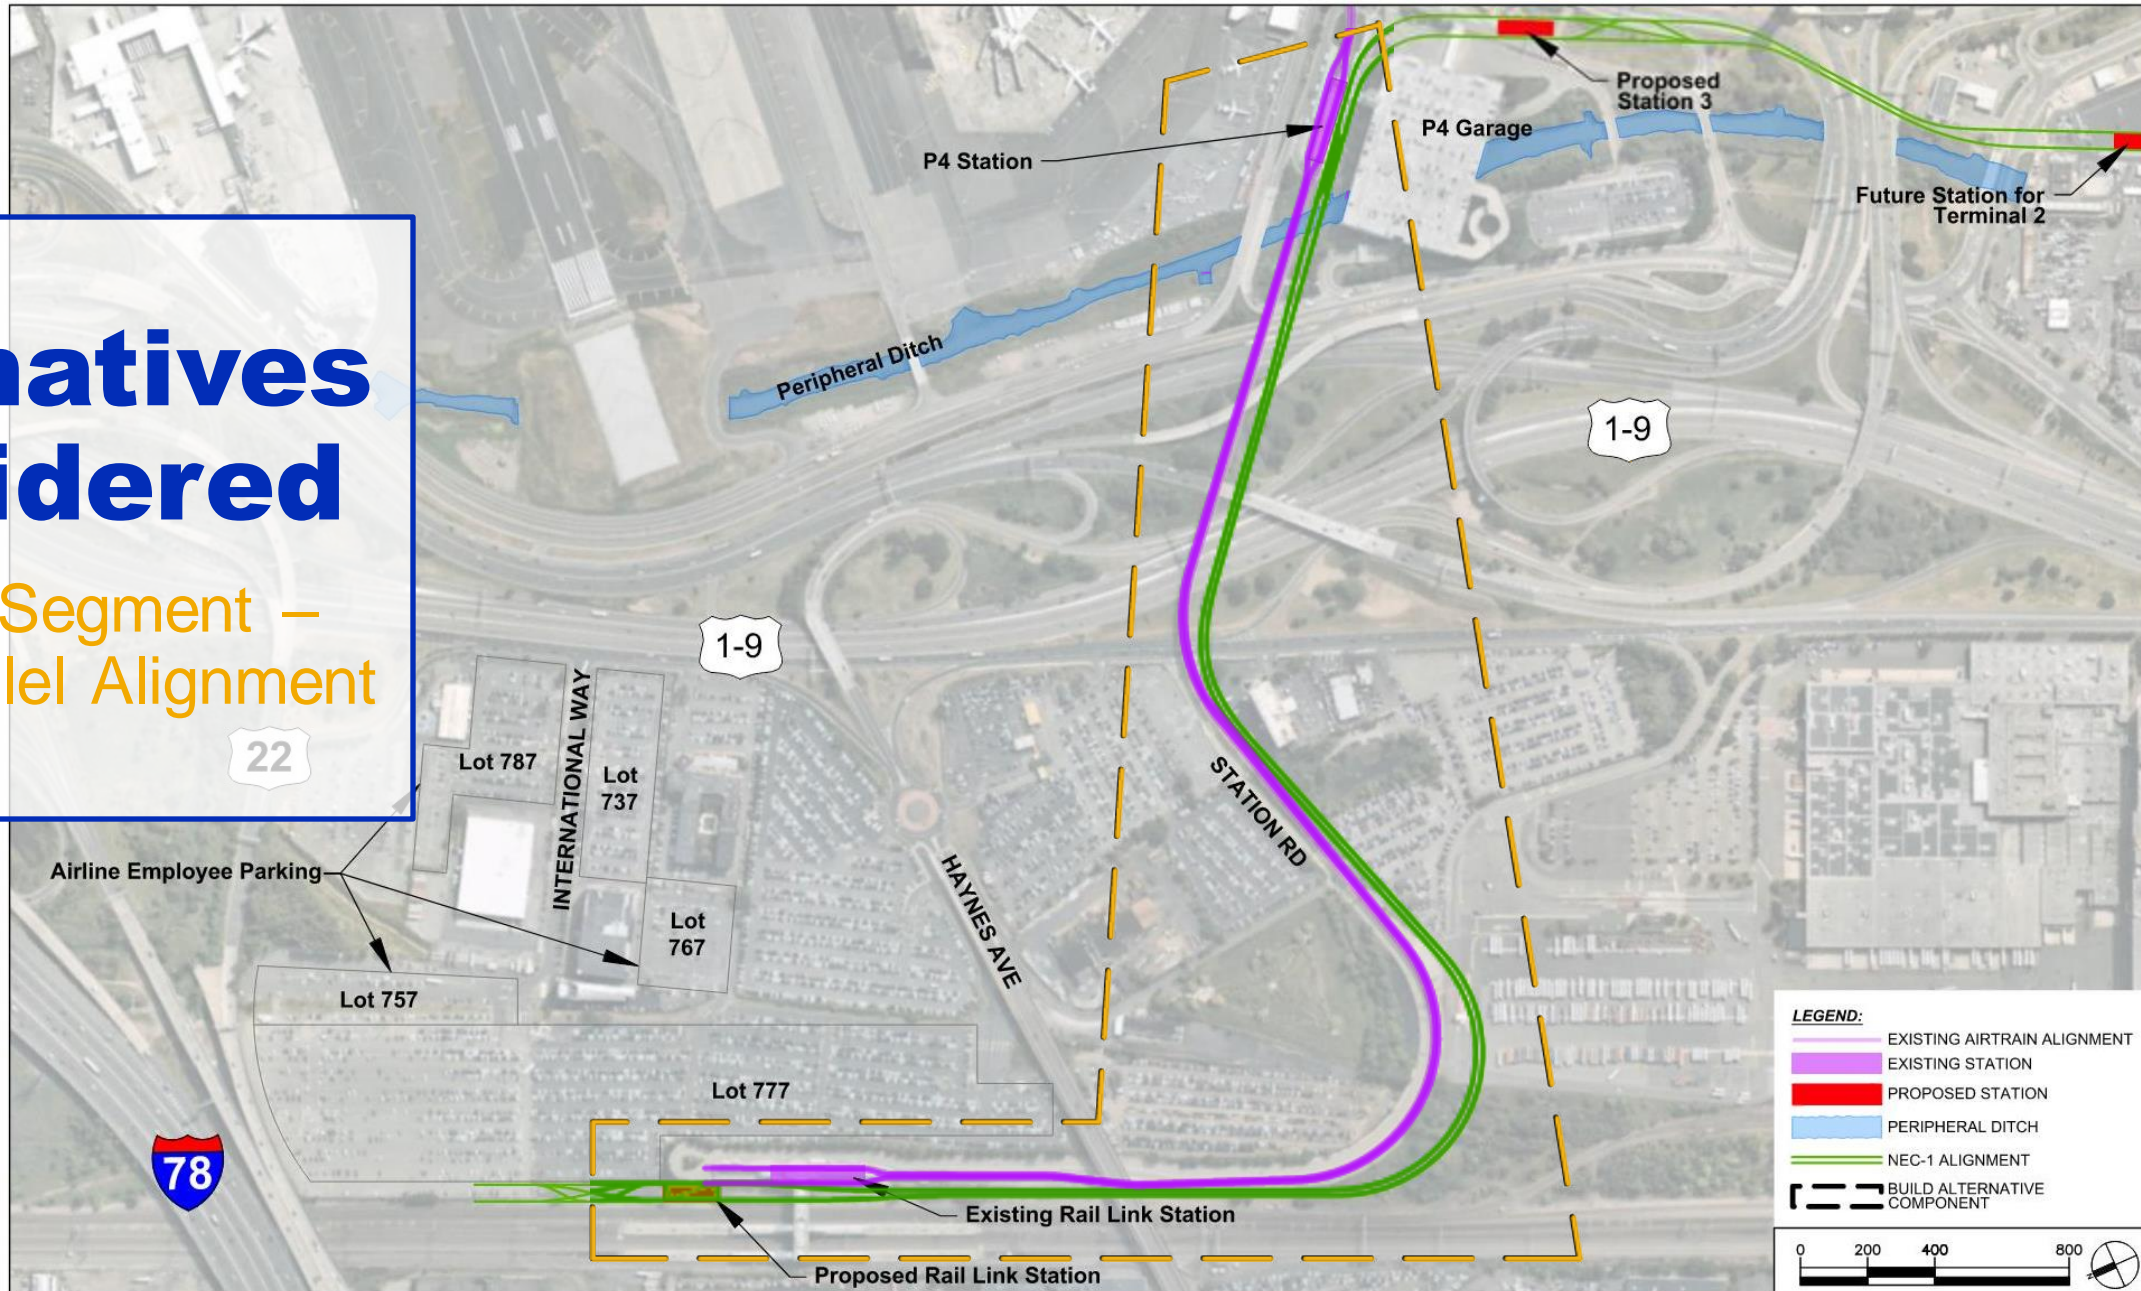 natives
idered
Segment –
lel Alignment
22
Proposed
Station 3
P4 Garage
P4 Station
Future Station for
Terminal 2
Peripheral Ditch
1-9
1-9
INTERNATIONAL WAY
Lot 787
Lot
737
STATION RD
Airline Employee Parking
HAYNES AVE
Lot
767
Lot 757
Lot 777
78
Existing Rail Link Station
Proposed Rail Link Station
LEGEND:
EXISTING AIRTRAIN ALIGNMENT
EXISTING STATION
PROPOSED STATION
PERIPHERAL DITCH
NEC-1 ALIGNMENT
BUILD ALTERNATIVE
COMPONENT
0 200 400 800